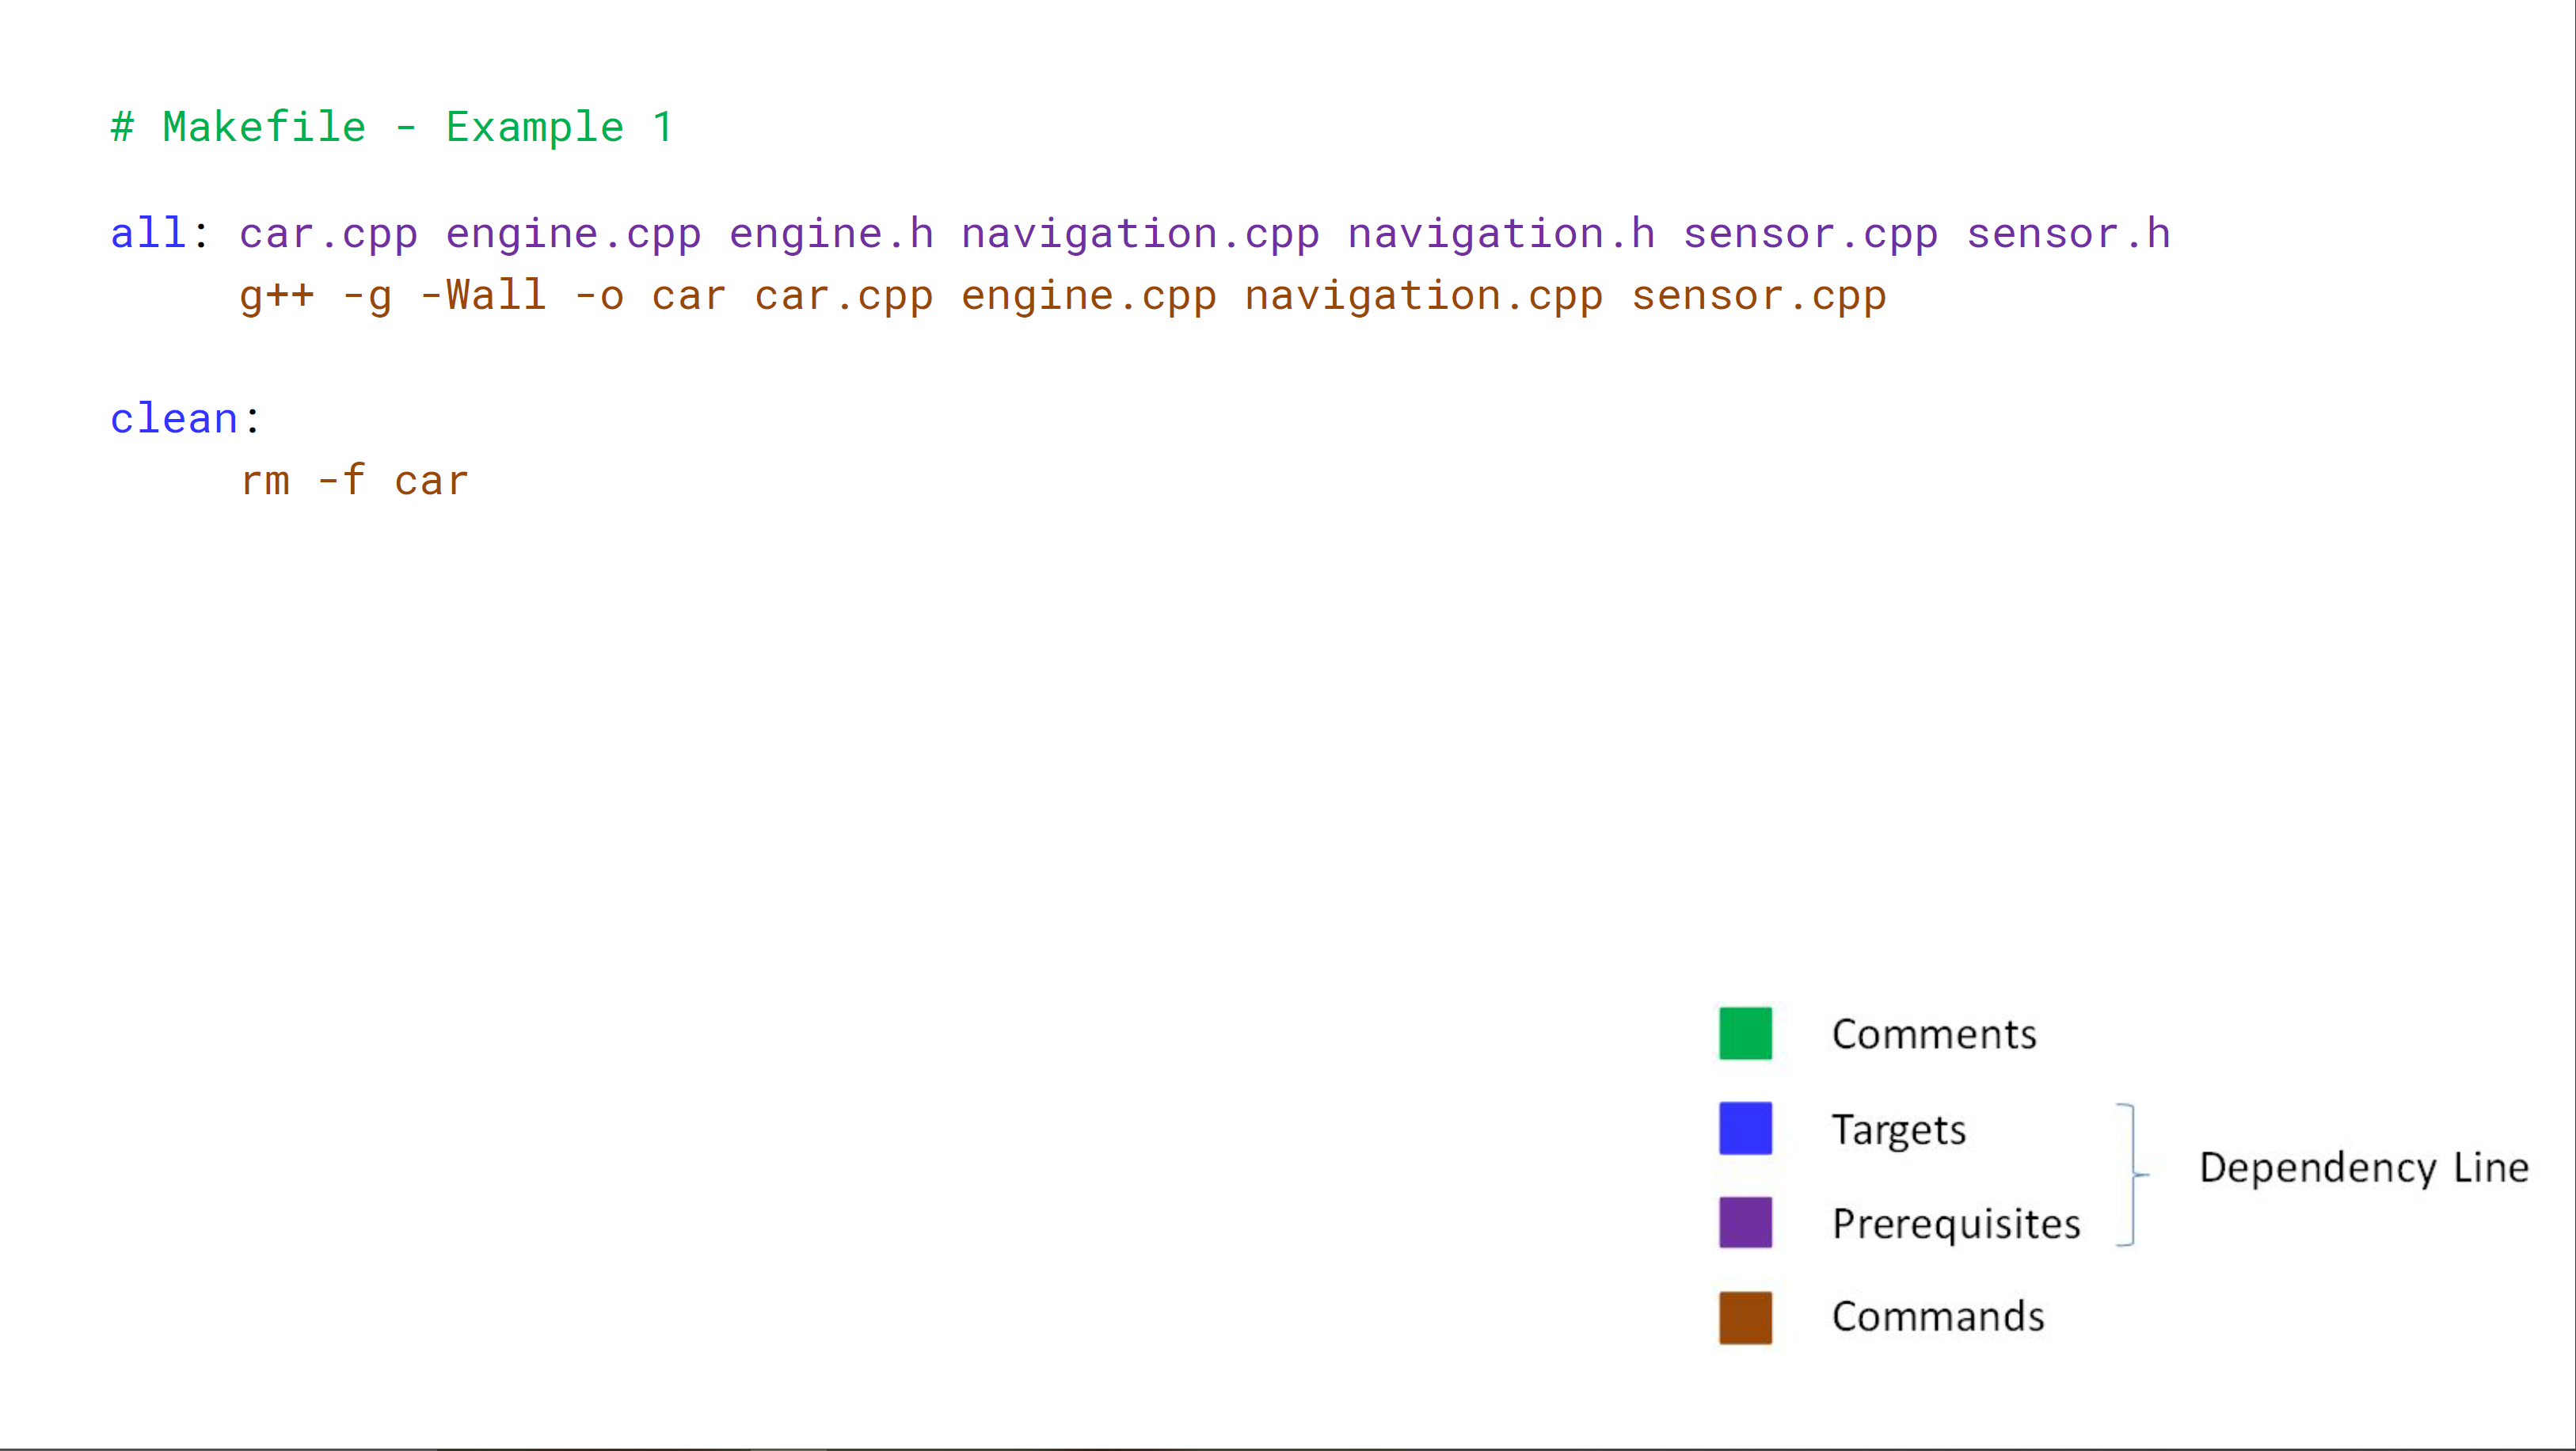 # Makefile - Example 1
all: car.cpp engine.cpp engine.h navigation.cpp navigation.h sensor.cpp sensor.h
g++ -g -Wall -o car car.cpp engine.cpp navigation.cpp sensor.cpp
clean:
rm -f car
Comments
Targets
Prerequisites
Dependency Line
Commands